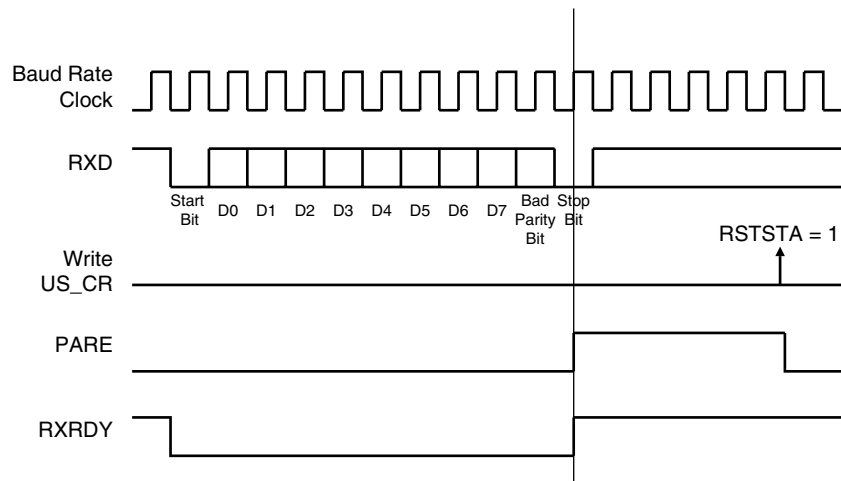 Baud Rate
Clock
RXD
Start
Bit
D0 D1 D2 D3 D4 D5 D6 D7
Bad
Parity
Bit
Stop
Bit
RSTSTA = 1
Write
US_CR
PARE
RXRDY